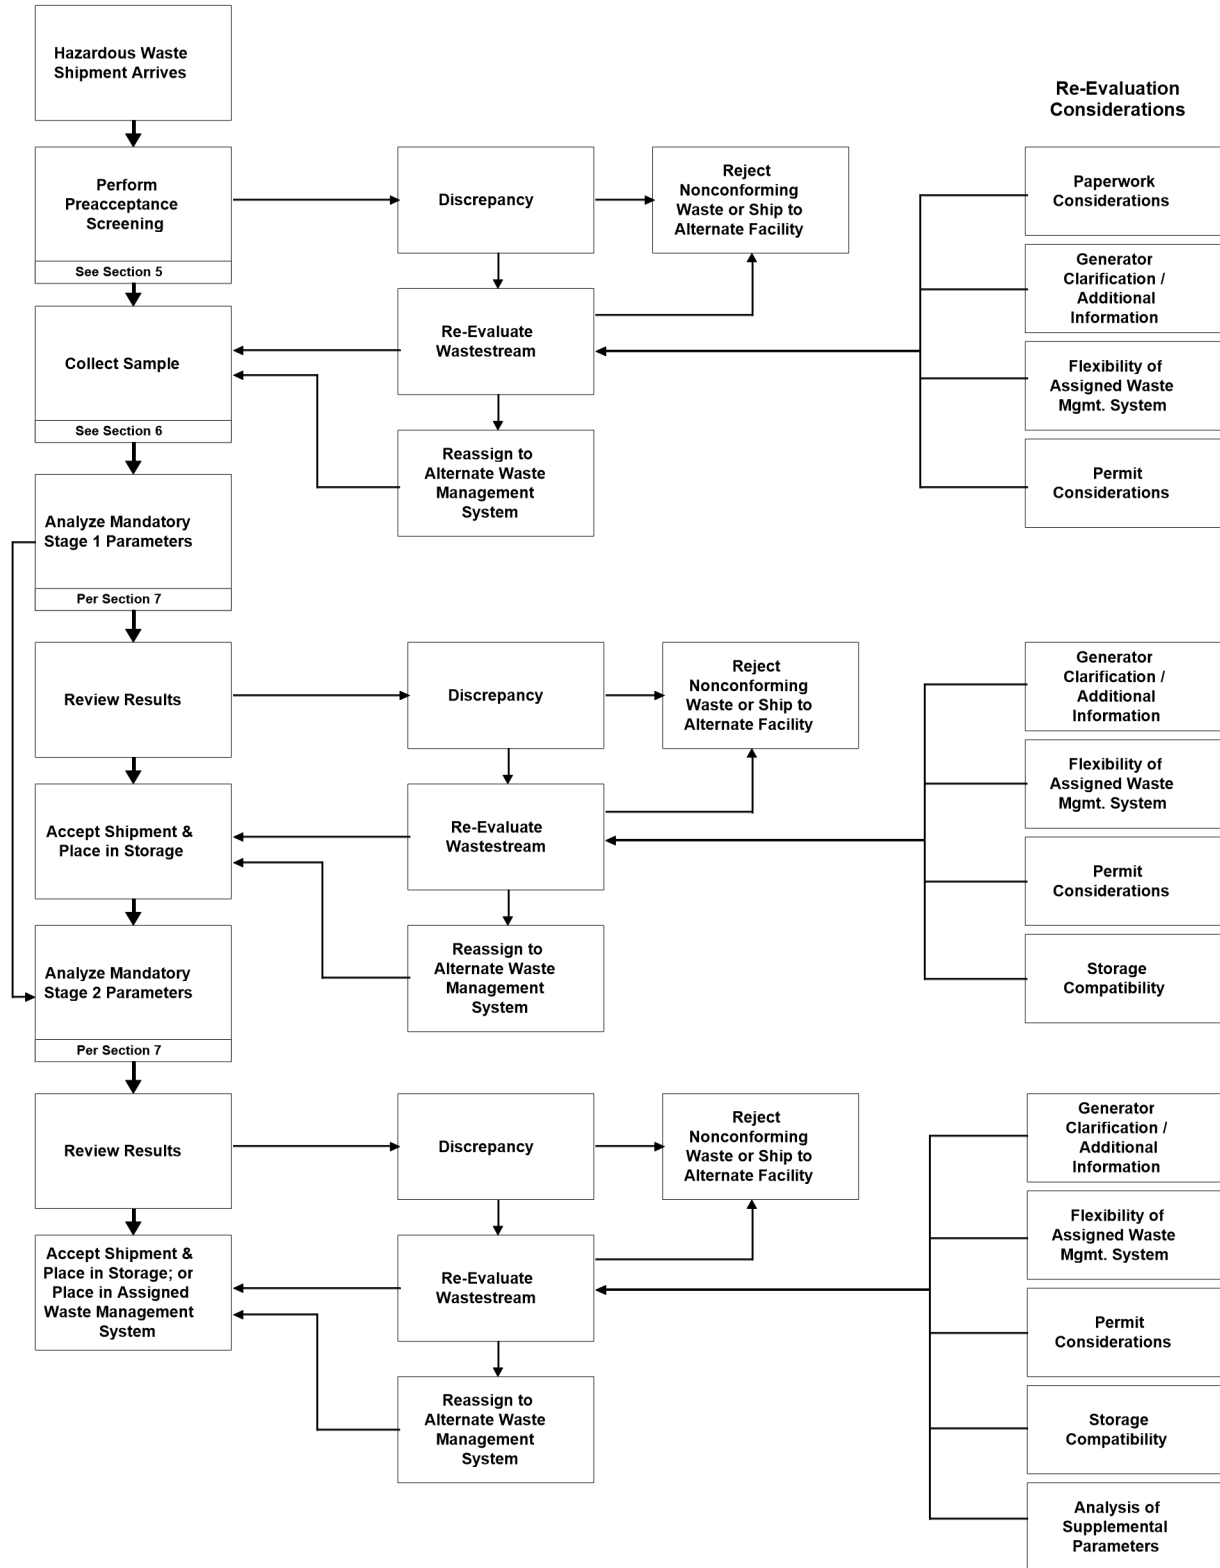 Hazardous Waste
Shipment Arrives
Re-Evaluation
Considerations
Perform
Preacceptance
Screening
See Section 5
Discrepancy
Reject
Nonconforming
Waste or Ship to
Alternate Facility
Paperwork
Considerations
Generator
Clarification /
Additional
Information
Collect Sample
See Section 6
Re-Evaluate
Wastestream
Flexibility of
Assigned Waste
Mgmt. System
Reassign to
Alternate Waste
Management
System
Permit
Considerations
Analyze Mandatory
Stage 1 Parameters
Per Section 7
Review Results
Discrepancy
Reject
Nonconforming
Waste or Ship to
Alternate Facility
Generator
Clarification /
Additional
Information
Flexibility of
Assigned Waste
Mgmt. System
Accept Shipment &
Place in Storage
Re-Evaluate
Wastestream
Permit
Considerations
Analyze Mandatory
Stage 2 Parameters
Per Section 7
Reassign to
Alternate Waste
Management
System
Storage
Compatibility
Review Results
Discrepancy
Reject
Nonconforming
Waste or Ship to
Alternate Facility
Generator
Clarification /
Additional
Information
Flexibility of
Assigned Waste
Mgmt. System
Accept Shipment &
Place in Storage; or
Place in Assigned
Waste Management
System
Re-Evaluate
Wastestream
Permit
Considerations
Reassign to
Alternate Waste
Management
System
Storage
Compatibility
Analysis of
Supplemental
Parameters